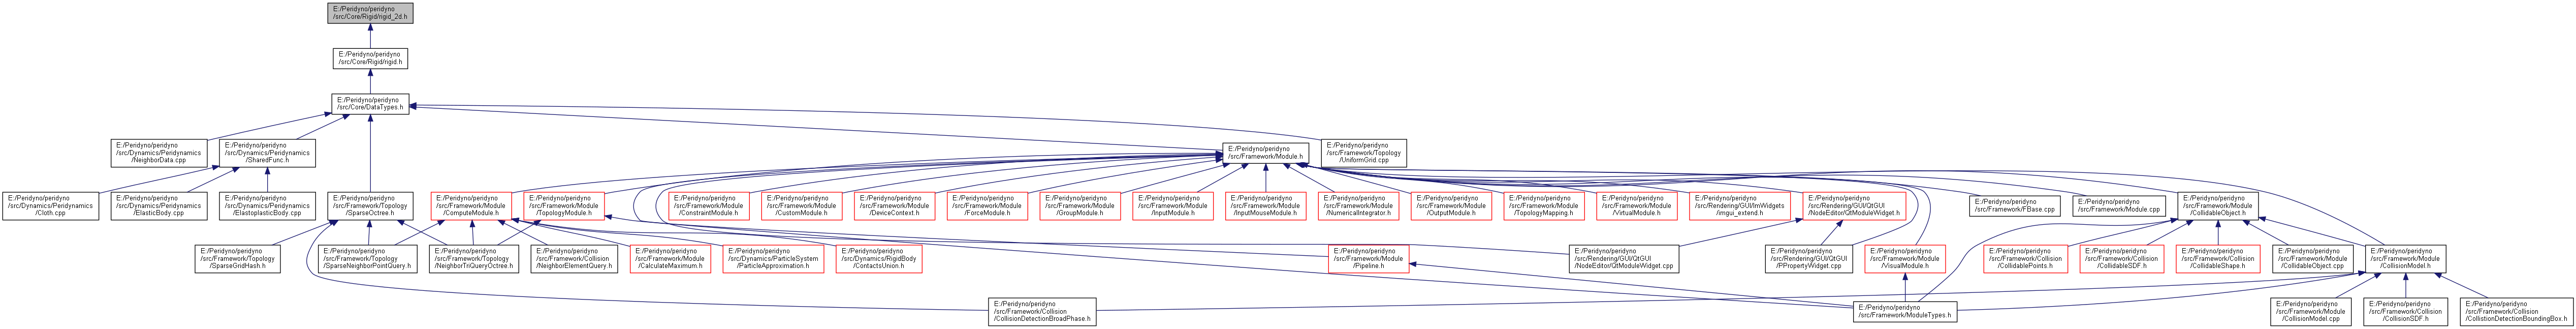 E:/Peridyno/peridyno
/src/Core/Rigid/rigid_2d.h
E:/Peridyno/peridyno
/src/Core/Rigid/rigid.h
E:/Peridyno/peridyno
/src/Core/DataTypes.h
E:/Peridyno/peridyno
/src/Dynamics/Peridynamics
/NeighborData.cpp
E:/Peridyno/peridyno
/src/Dynamics/Peridynamics
/SharedFunc.h
E:/Peridyno/peridyno
/src/Framework/Module.h
E:/Peridyno/peridyno
/src/Framework/Topology
/UniformGrid.cpp
E:/Peridyno/peridyno
/src/Dynamics/Peridynamics
/Cloth.cpp
E:/Peridyno/peridyno
/src/Dynamics/Peridynamics
/ElasticBody.cpp
E:/Peridyno/peridyno
/src/Dynamics/Peridynamics
/ElastoplasticBody.cpp
E:/Peridyno/peridyno
/src/Framework/Topology
/SparseOctree.h
E:/Peridyno/peridyno
/src/Framework/Module
/ComputeModule.h
E:/Peridyno/peridyno
/src/Framework/Module
/TopologyModule.h
E:/Peridyno/peridyno
/src/Framework/Module
/ConstraintModule.h
E:/Peridyno/peridyno
/src/Framework/Module
/CustomModule.h
E:/Peridyno/peridyno
/src/Framework/Module
/DeviceContext.h
E:/Peridyno/peridyno
/src/Framework/Module
/ForceModule.h
E:/Peridyno/peridyno
/src/Framework/Module
/GroupModule.h
E:/Peridyno/peridyno
/src/Framework/Module
/InputModule.h
E:/Peridyno/peridyno
/src/Framework/Module
/InputMouseModule.h
E:/Peridyno/peridyno
/src/Framework/Module
/NumericalIntegrator.h
E:/Peridyno/peridyno
/src/Framework/Module
/OutputModule.h
E:/Peridyno/peridyno
/src/Framework/Module
/TopologyMapping.h
E:/Peridyno/peridyno
/src/Framework/Module
/VirtualModule.h
E:/Peridyno/peridyno
/src/Rendering/GUI/ImWidgets
/imgui_extend.h
E:/Peridyno/peridyno
/src/Rendering/GUI/QtGUI
/NodeEditor/QtModuleWidget.h
E:/Peridyno/peridyno
/src/Framework/FBase.cpp
E:/Peridyno/peridyno
/src/Framework/Module.cpp
E:/Peridyno/peridyno
/src/Framework/Module
/CollidableObject.h
E:/Peridyno/peridyno
/src/Framework/Topology
/SparseGridHash.h
E:/Peridyno/peridyno
/src/Framework/Topology
/SparseNeighborPointQuery.h
E:/Peridyno/peridyno
/src/Framework/Topology
/NeighborTriQueryOctree.h
E:/Peridyno/peridyno
/src/Framework/Collision
/NeighborElementQuery.h
E:/Peridyno/peridyno
/src/Framework/Module
/CalculateMaximum.h
E:/Peridyno/peridyno
/src/Dynamics/ParticleSystem
/ParticleApproximation.h
E:/Peridyno/peridyno
/src/Dynamics/RigidBody
/ContactsUnion.h
E:/Peridyno/peridyno
/src/Framework/Module
/Pipeline.h
E:/Peridyno/peridyno
/src/Rendering/GUI/QtGUI
/NodeEditor/QtModuleWidget.cpp
E:/Peridyno/peridyno
/src/Rendering/GUI/QtGUI
/PPropertyWidget.cpp
E:/Peridyno/peridyno
/src/Framework/Module
/VisualModule.h
E:/Peridyno/peridyno
/src/Framework/Collision
/CollidablePoints.h
E:/Peridyno/peridyno
/src/Framework/Collision
/CollidableSDF.h
E:/Peridyno/peridyno
/src/Framework/Collision
/CollidableShape.h
E:/Peridyno/peridyno
/src/Framework/Module
/CollidableObject.cpp
E:/Peridyno/peridyno
/src/Framework/Module
/CollisionModel.h
E:/Peridyno/peridyno
/src/Framework/Collision
/CollisionDetectionBroadPhase.h
E:/Peridyno/peridyno
/src/Framework/ModuleTypes.h
E:/Peridyno/peridyno
/src/Framework/Module
/CollisionModel.cpp
E:/Peridyno/peridyno
/src/Framework/Collision
/CollisionSDF.h
E:/Peridyno/peridyno
/src/Framework/Collision
/CollistionDetectionBoundingBox.h